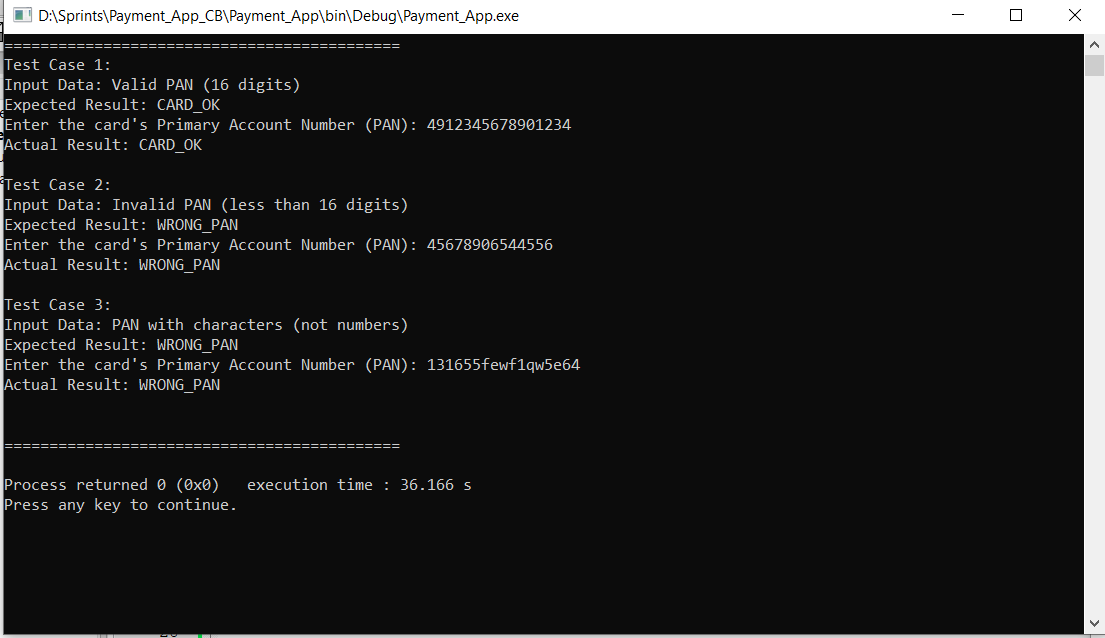 D:\Sprints\Payment_App_CB\Payment_App\bin\Debug\Payment_App.exe
============================================
Test Case 1:
Input Data: Valid PAN (16 digits)
Expected Result: CARD_OK
Enter the card's Primary Account Number (PAN): 4912345678901234
Actual Result: CARD_OK
Test Case 2:
Input Data: Invalid PAN (less than 16 digits)
Expected Result: WRONG_PAN
Enter the card's Primary Account Number (PAN): 45678906544556
Actual Result: WRONG_PAN
Test Case 3:
Input Data: PAN with characters (not numbers)
Expected Result: WRONG_PAN
Enter the card's Primary Account Number (PAN): 131655fewf1qw5e64
Actual Result: WRONG_PAN
============================================
Process returned 0 (0x0)   execution time : 36.166 s
Press any key to continue.